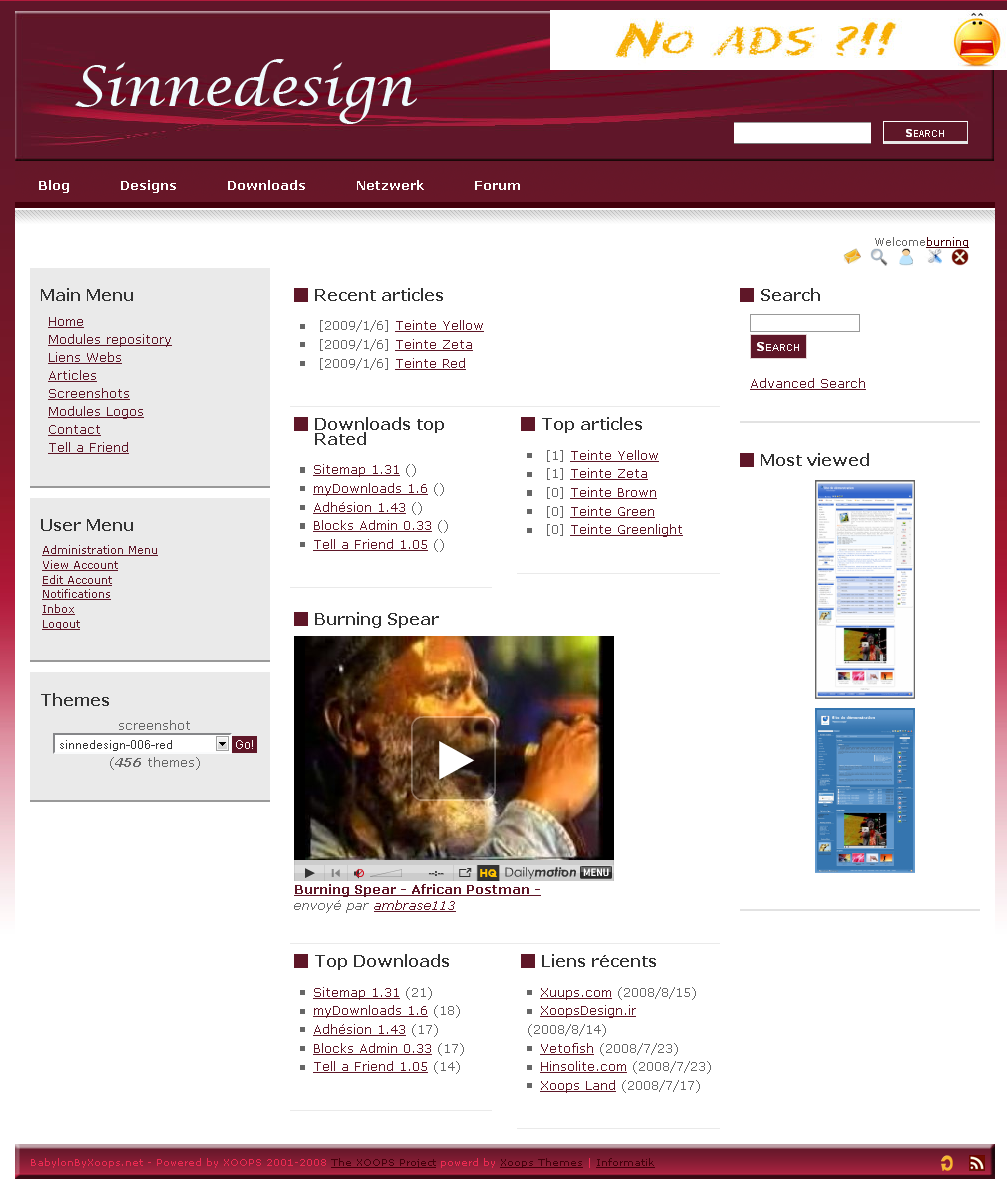 No ADS ?!!
Sinnedesign
Search
Blog
Designs
Downloads
Netzwerk
Forum
Welcomeburning
Main Menu
Home
Modules repository
Liens Webs
Articles
Screenshots
Modules Logos
Contact
Tell a Friend
User Menu
Administration Menu
View Account
Edit Account
Notifications
Inbox
Logout
Themes
screenshot
sinnedesign-006-red Go!
(456 themes)
Recent articles
[2009/1/6] Teinte Yellow
[2009/1/6] Teinte Zeta
[2009/1/6] Teinte Red
Downloads top
Rated
Sitemap 1.31 ()
myDownloads 1.6 ()
Adhésion 1.43 ()
Blocks Admin 0.33 ()
Tell a Friend 1.05 ()
Top articles
[1] Teinte Yellow
[1] Teinte Zeta
[0] Teinte Brown
[0] Teinte Green
[0] Teinte Greenlight
Burning Spear
--:-- HQ Dailymotion MENU
Burning Spear - African Postman -
envoyé par ambrase113
Top Downloads
Sitemap 1.31 (21)
myDownloads 1.6 (18)
Adhésion 1.43 (17)
Blocks Admin 0.33 (17)
Tell a Friend 1.05 (14)
Liens récents
Xuups.com (2008/8/15)
XoopsDesign.ir
(2008/8/14)
Vetofish (2008/7/23)
Hinsolite.com (2008/7/23)
Xoops Land (2008/7/17)
Search
Search
Advanced Search
Most viewed
BabylonByXoops.net - Powered by XOOPS 2001-2008 The XOOPS Project powerd by Xoops Themes | Informatik